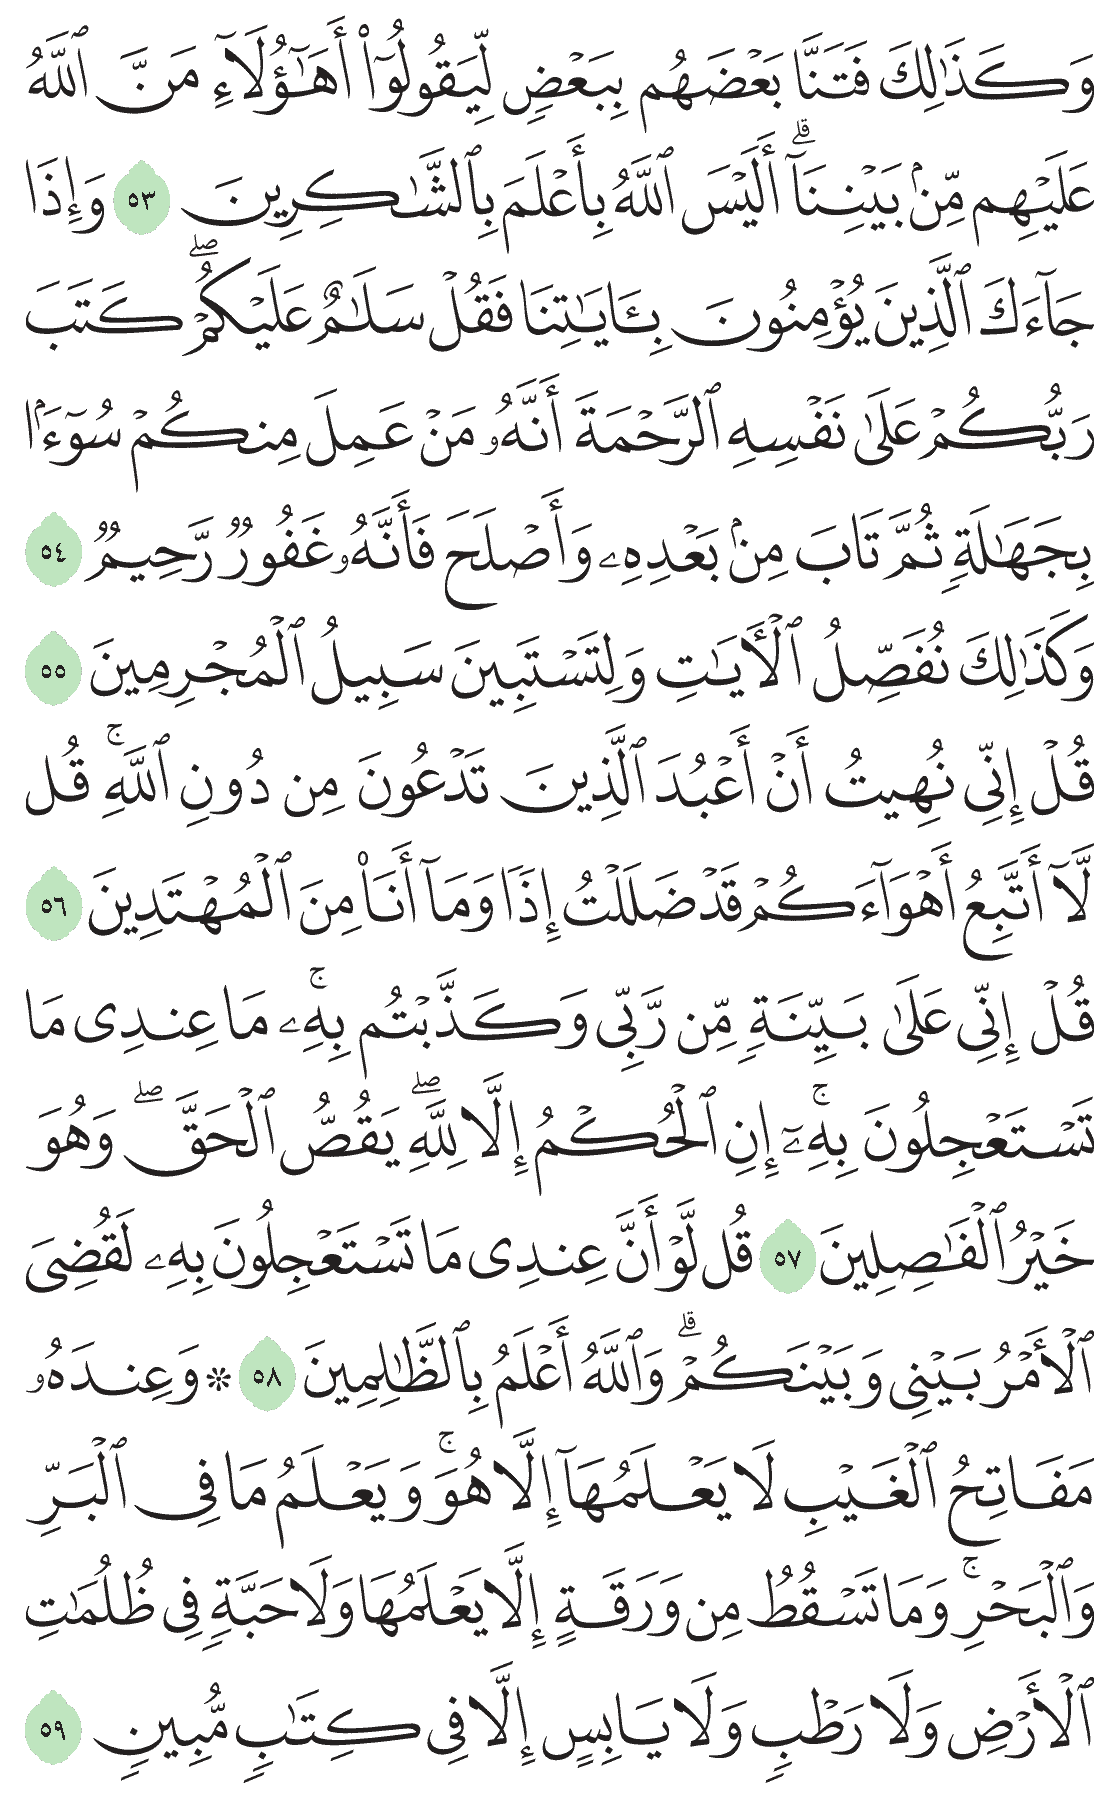 وَكَذَٰلِكَ فَتَنَّا بَعْضَهُم بِبَعْضٍ لِّيَقُولُوٓا۟ أَهَـٰٓؤُلَآءِ مَنَّ ٱللَّهُ
عَلَيْهِم مِّنۢ بَيْنِنَآ ۗ أَلَيْسَ ٱللَّهُ بِأَعْلَمَ بِٱلشَّـٰكِرِينَ ٥٣ وَإِذَا
جَآءَكَ ٱلَّذِينَ يُؤْمِنُونَ بِـَٔايَـٰتِنَا فَقُلْ سَلَـٰمٌ عَلَيْكُمْ ۖ كَتَبَ
رَبُّكُمْ عَلَىٰ نَفْسِهِ ٱلرَّحْمَةَ أَنَّهُۥ مَنْ عَمِلَ مِنكُمْ سُوٓءًۢا
بِجَهَـٰلَةٍ ثُمَّ تَابَ مِنۢ بَعْدِهِۦ وَأَصْلَحَ فَأَنَّهُۥ غَفُورٌ رَّحِيمٌ ٥٤
وَكَذَٰلِكَ نُفَصِّلُ ٱلْـَٔايَـٰتِ وَلِتَسْتَبِينَ سَبِيلُ ٱلْمُجْرِمِينَ ٥٥
قُلْ إِنِّى نُهِيتُ أَنْ أَعْبُدَ ٱلَّذِينَ تَدْعُونَ مِن دُونِ ٱللَّهِ ۚ قُل
لَّآ أَتَّبِعُ أَهْوَآءَكُمْ قَدْ ضَلَلْتُ إِذًا وَمَآ أَنَا۠ مِنَ ٱلْمُهْتَدِينَ ٥٦
قُلْ إِنِّى عَلَىٰ بَيِّنَةٍ مِّن رَّبِّى وَكَذَّبْتُم بِهِۦ ۚ مَا عِندِى مَا
تَسْتَعْجِلُونَ بِهِۦٓ ۚ إِنِ ٱلْحُكْمُ إِلَّا لِلَّهِ ۖ يَقُصُّ ٱلْحَقَّ ۖ وَهُوَ
خَيْرُ ٱلْفَـٰصِلِينَ ٥٧ قُل لَّوْ أَنَّ عِندِى مَا تَسْتَعْجِلُونَ بِهِۦ لَقُضِىَ
ٱلْأَمْرُ بَيْنِى وَبَيْنَكُمْ ۗ وَٱللَّهُ أَعْلَمُ بِٱلظَّـٰلِمِينَ ٥٨ ۞ وَعِندَهُۥ
مَفَاتِحُ ٱلْغَيْبِ لَا يَعْلَمُهَآ إِلَّا هُوَ ۚ وَيَعْلَمُ مَا فِى ٱلْبَرِّ
وَٱلْبَحْرِ ۚ وَمَا تَسْقُطُ مِن وَرَقَةٍ إِلَّا يَعْلَمُهَا وَلَا حَبَّةٍ فِى ظُلُمَـٰتِ
ٱلْأَرْضِ وَلَا رَطْبٍ وَلَا يَابِسٍ إِلَّا فِى كِتَـٰبٍ مُّبِينٍ ٥٩